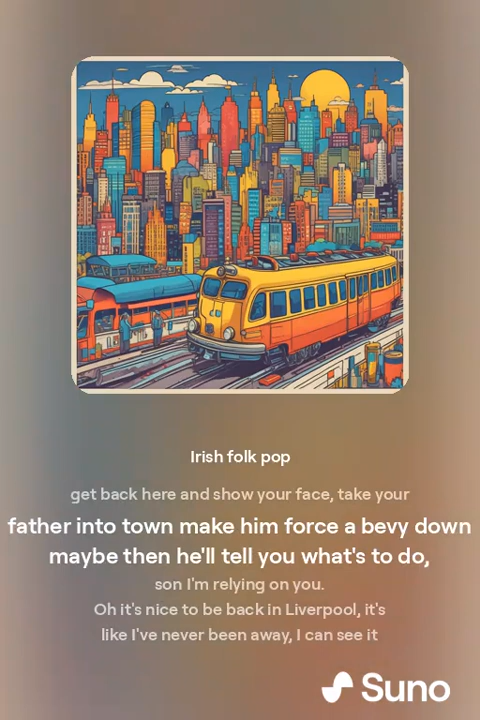 Irish folk pop
get back here and show your face, take your
father into town make him force a bevy down
maybe then he'll tell you what's to do,
son I'm relying on you.
Oh it's nice to be back in Liverpool, it's
like I've never been away, I can see it
Suno